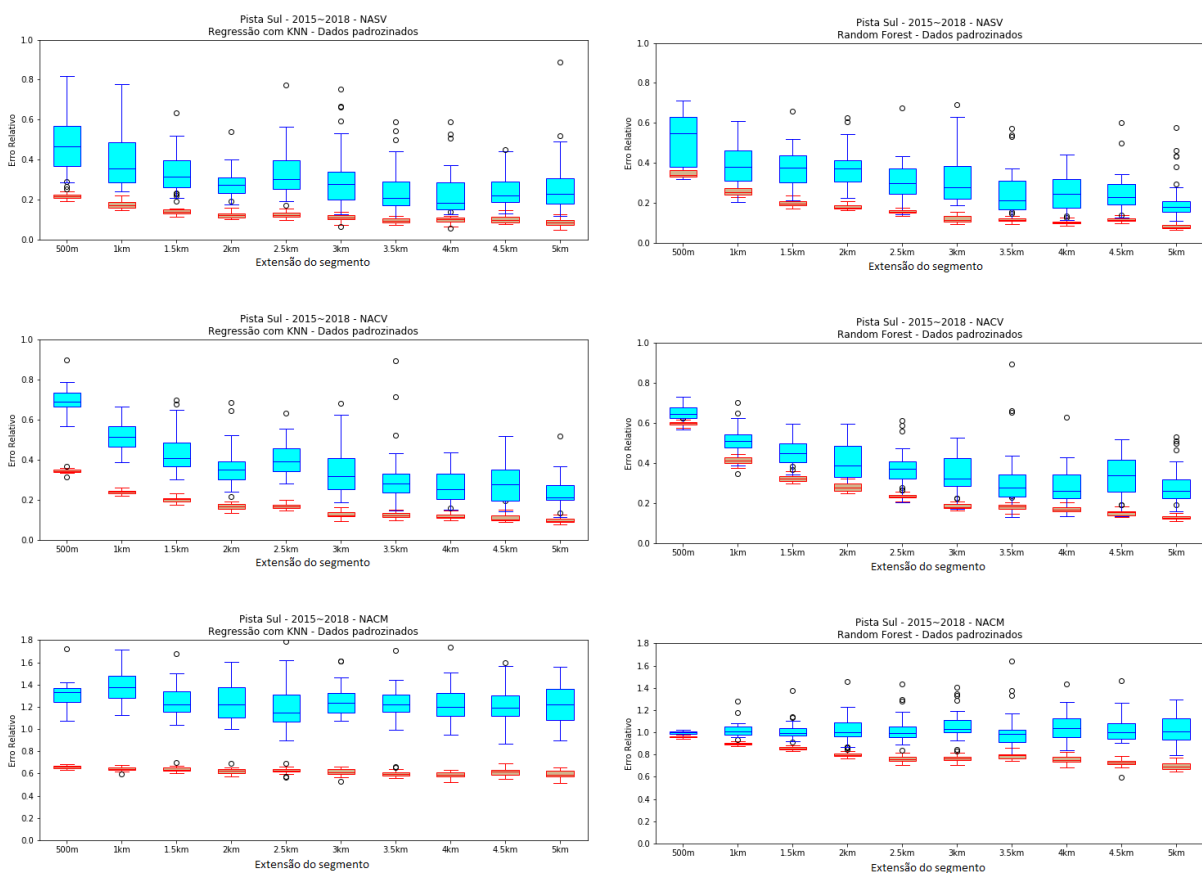 Pista Sul - 2015~2018 - NASV
Regressão com KNN - Dados padrozinados
1.0
0.8
0.6
0.4
0.2
0.0
Erro Relativo
500m 1km 1.5km 2km 2.5km 3km 3.5km 4km 4.5km 5km
Extensão do segmento
Pista Sul - 2015~2018 - NASV
Random Forest - Dados padrozinados
1.0
0.8
0.6
0.4
0.2
0.0
Erro Relativo
500m 1km 1.5km 2km 2.5km 3km 3.5km 4km 4.5km 5km
Extensão do segmento
Pista Sul - 2015~2018 - NACV
Regressão com KNN - Dados padrozinados
1.0
0.8
0.6
0.4
0.2
0.0
Erro Relativo
500m 1km 1.5km 2km 2.5km 3km 3.5km 4km 4.5km 5km
Extensão do segmento
Pista Sul - 2015~2018 - NACV
Random Forest - Dados padrozinados
1.0
0.8
0.6
0.4
0.2
0.0
Erro Relativo
500m 1km 1.5km 2km 2.5km 3km 3.5km 4km 4.5km 5km
Extensão do segmento
Pista Sul - 2015~2018 - NACM
Regressão com KNN - Dados padrozinados
1.8
1.6
1.4
1.2
1.0
0.8
0.6
0.4
0.2
0.0
Erro Relativo
500m 1km 1.5km 2km 2.5km 3km 3.5km 4km 4.5km 5km
Extensão do segmento
Pista Sul - 2015~2018 - NACM
Random Forest - Dados padrozinados
1.8
1.6
1.4
1.2
1.0
0.8
0.6
0.4
0.2
0.0
Erro Relativo
500m 1km 1.5km 2km 2.5km 3km 3.5km 4km 4.5km 5km
Extensão do segmento